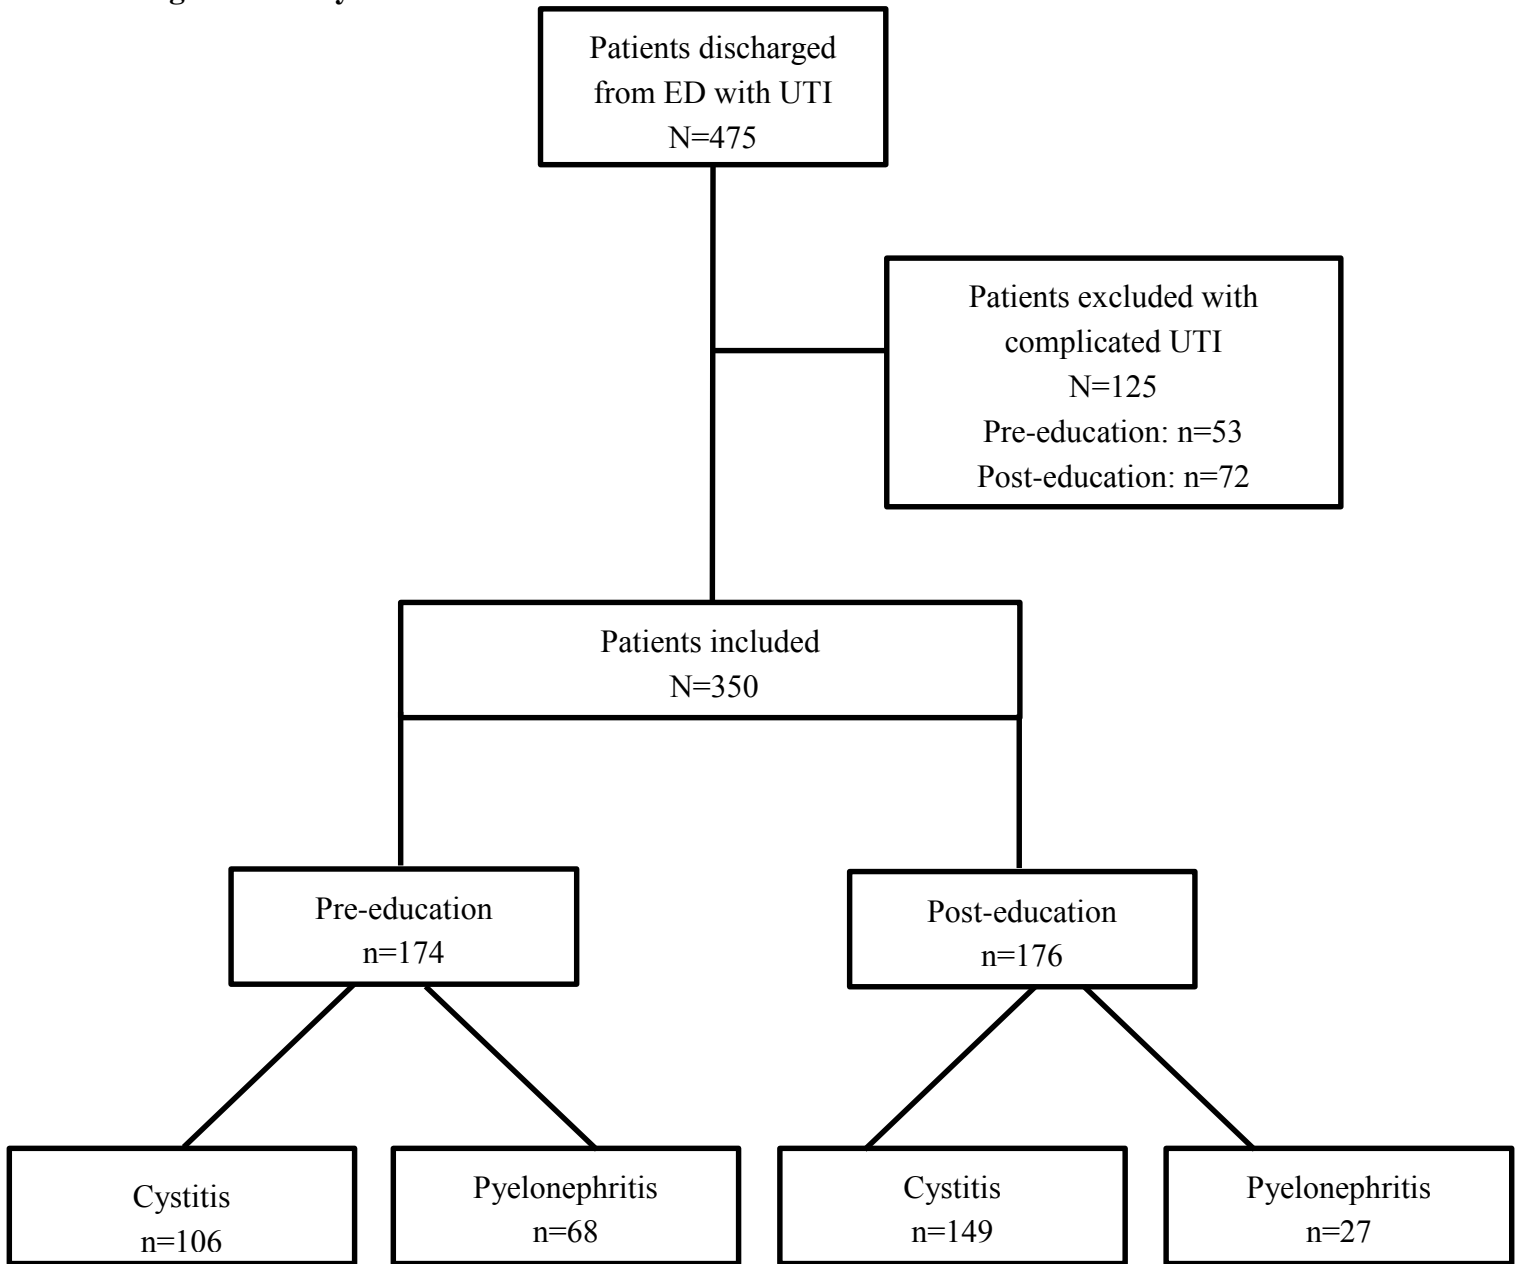 Patients discharged
from ED with UTI
N=475
Patients excluded with
complicated UTI
N=125
Pre-education: n=53
Post-education: n=72
Patients included
N=350
Pre-education
n=174
Post-education
n=176
Cystitis
n=106
Pyelonephritis
n=68
Cystitis
n=149
Pyelonephritis
n=27